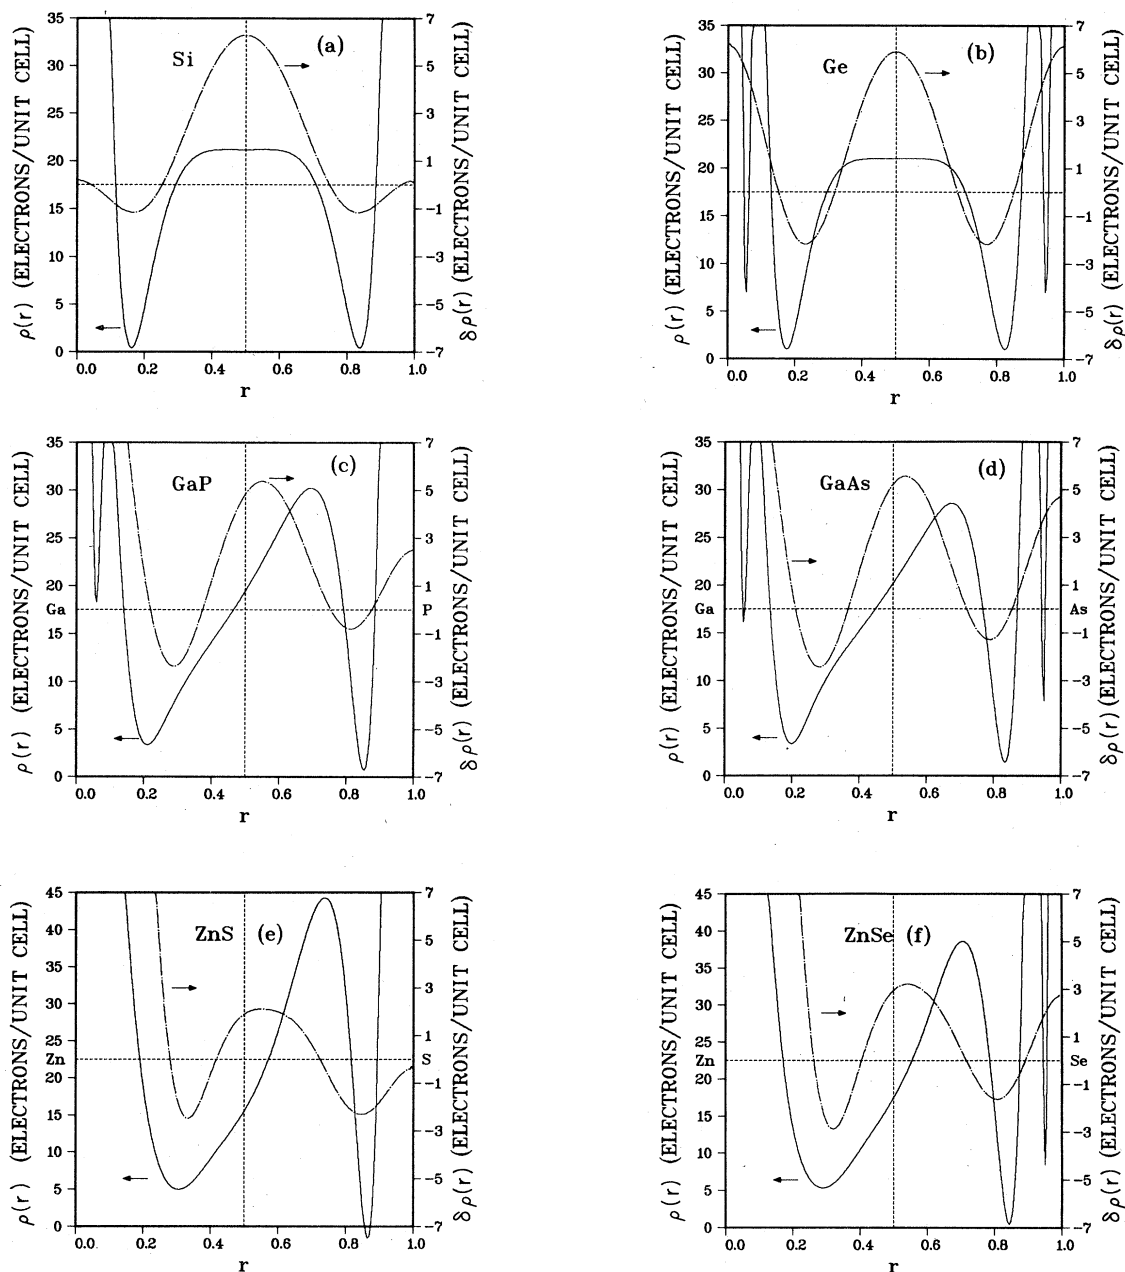 Si
(a)
35
30
25
20
15
10
5
0
7
5
3
1
−1
−3
−5
−7
0.0 0.2 0.4 0.6 0.8 1.0
r
ρ(r) (ELECTRONS/UNIT CELL)
δρ(r) (ELECTRONS/UNIT CELL)
Ge
(b)
35
30
25
20
15
10
5
0
7
5
3
1
−1
−3
−5
−7
0.0 0.2 0.4 0.6 0.8 1.0
r
ρ(r) (ELECTRONS/UNIT CELL)
δρ(r) (ELECTRONS/UNIT CELL)
GaP
(c)
35
30
25
20
Ga
15
10
5
0
7
5
3
1
P
−1
−3
−5
−7
0.0 0.2 0.4 0.6 0.8 1.0
r
ρ(r) (ELECTRONS/UNIT CELL)
δρ(r) (ELECTRONS/UNIT CELL)
GaAs
(d)
35
30
25
20
Ga
15
10
5
0
7
5
3
1
As
−1
−3
−5
−7
0.0 0.2 0.4 0.6 0.8 1.0
r
ρ(r) (ELECTRONS/UNIT CELL)
δρ(r) (ELECTRONS/UNIT CELL)
ZnS (e)
45
40
35
30
25
Zn
20
15
10
5
0
7
5
3
1
S
−1
−3
−5
−7
0.0 0.2 0.4 0.6 0.8 1.0
r
ρ(r) (ELECTRONS/UNIT CELL)
δρ(r) (ELECTRONS/UNIT CELL)
ZnSe (f)
45
40
35
30
25
Zn
20
15
10
5
0
7
5
3
1
Se
−1
−3
−5
−7
0.0 0.2 0.4 0.6 0.8 1.0
r
ρ(r) (ELECTRONS/UNIT CELL)
δρ(r) (ELECTRONS/UNIT CELL)